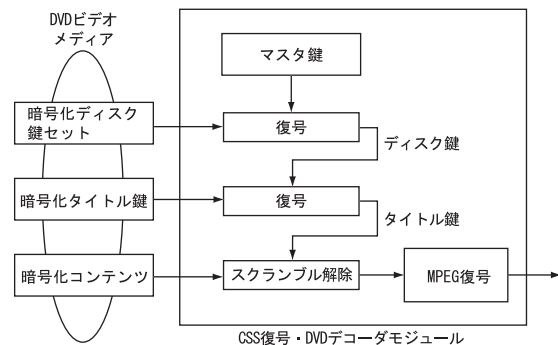 DVDビデオ
メディア
マスタ鍵
暗号化ディスク
鍵セット
復号
ディスク鍵
暗号化タイトル鍵
復号
タイトル鍵
暗号化コンテンツ
スクランブル解除
MPEG復号
CSS復号・DVDデコーダモジュール